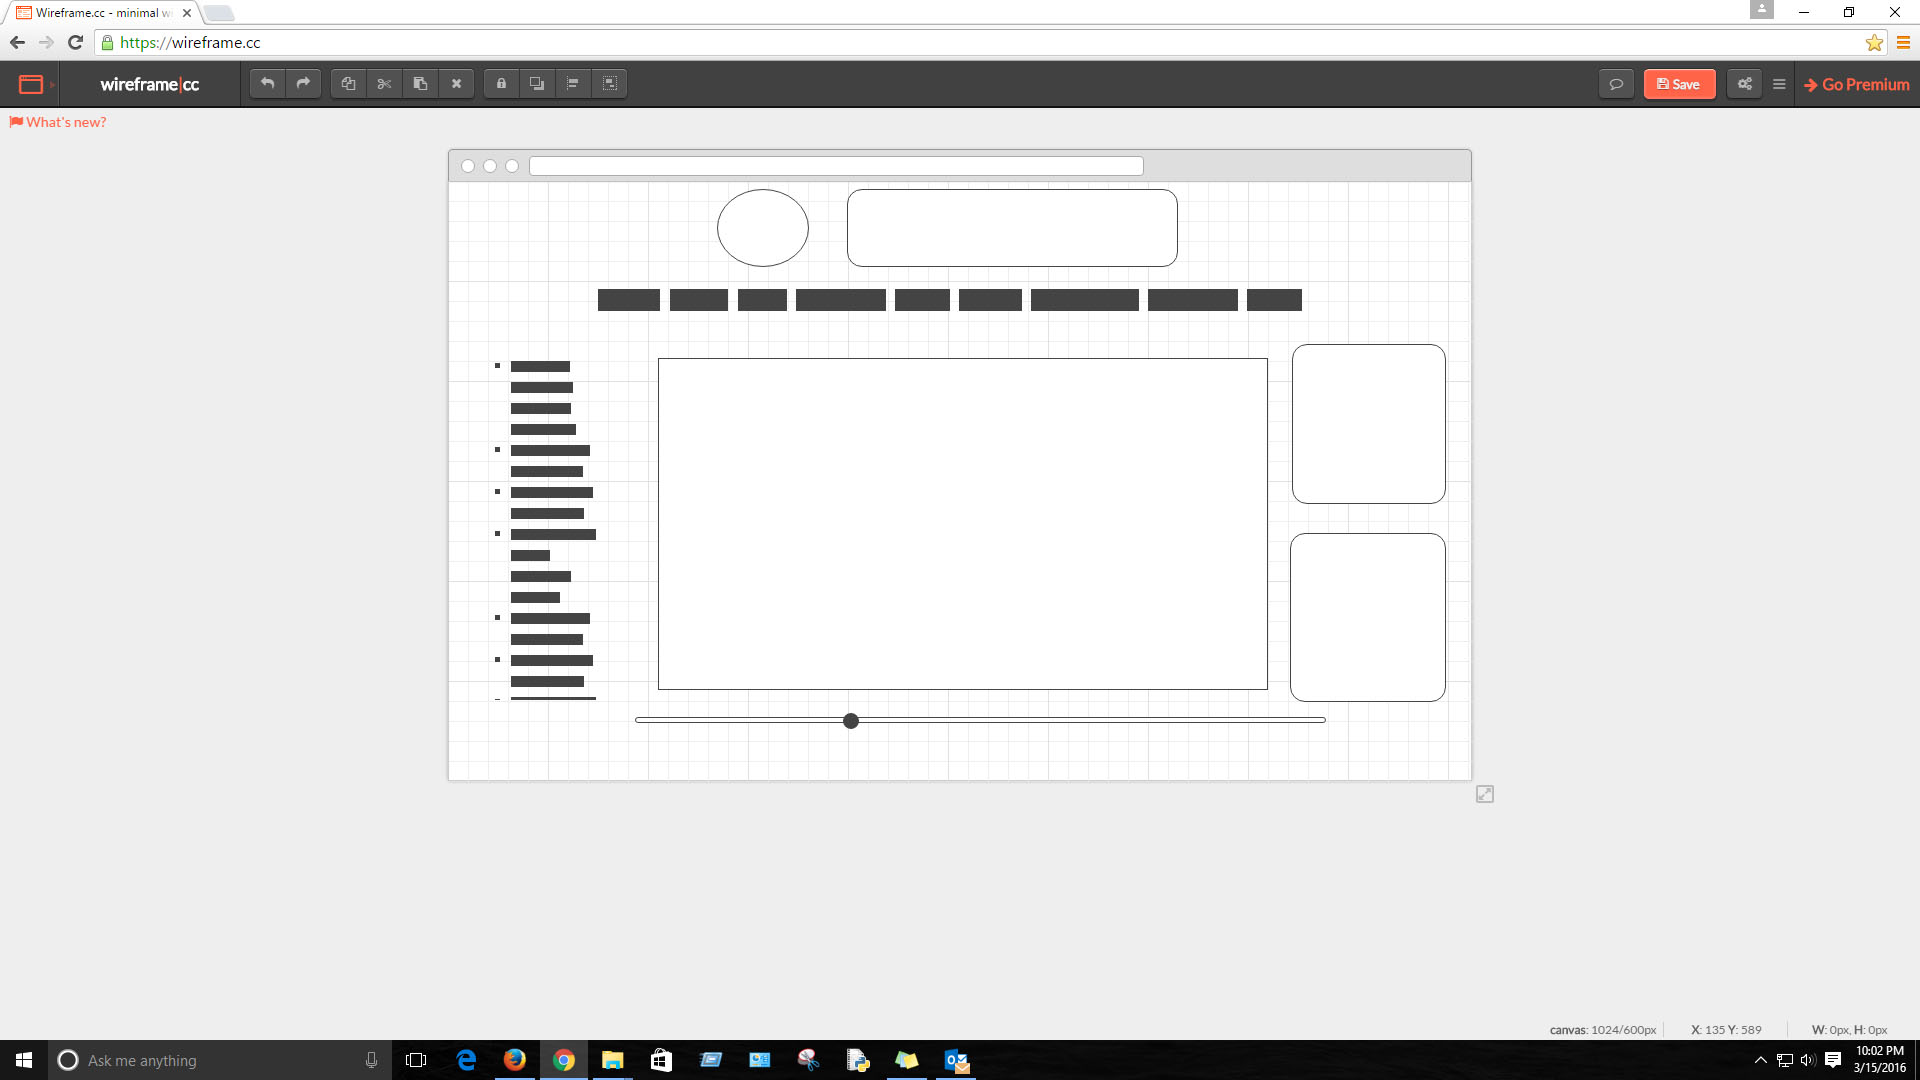 Wireframe.cc - minimal w
https://wireframe.cc
wireframe|cc
Save
Go Premium
What's new?
canvas: 1024/600px
X: 135 Y: 589
W: 0px, H: 0px
Ask me anything
10:02 PM
3/15/2016